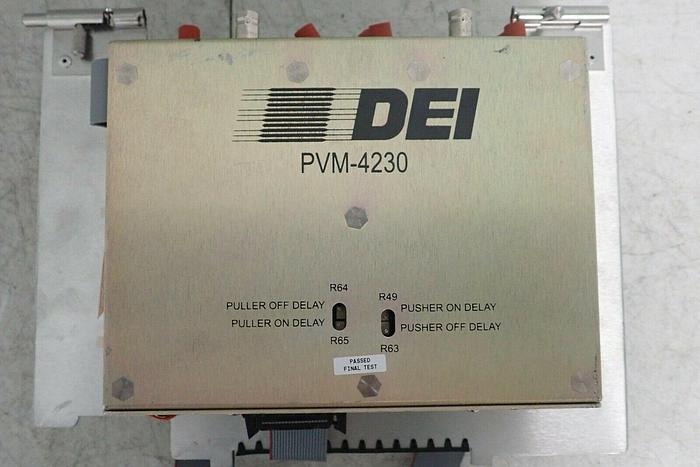 DEI
PVM-4230
R64
R49
PULLER OFF DELAY
PUSHER ON DELAY
PULLER ON DELAY
PUSHER OFF DELAY
R65
R63
PASSED
FINAL TEST